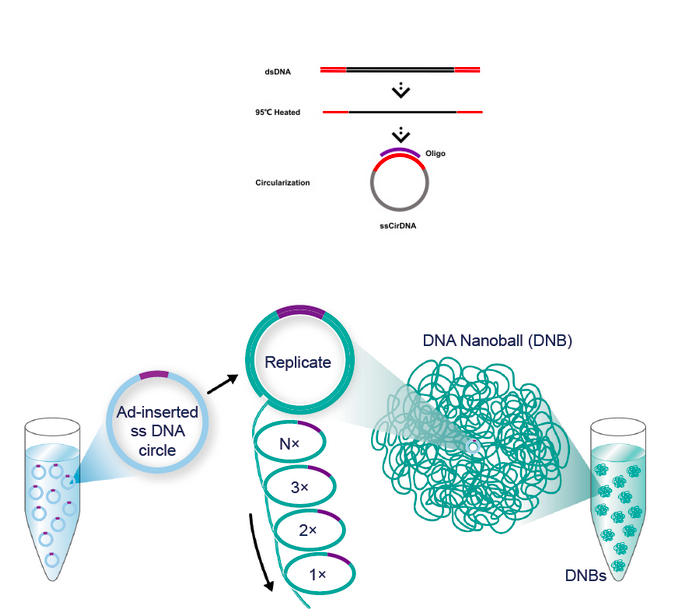 dsDNA
95℃ Heated
Oligo
Circularization
ssCirDNA
DNA Nanoball (DNB)
Replicate
Ad-inserted
ss DNA
circle
N×
3×
2×
1×
DNBs